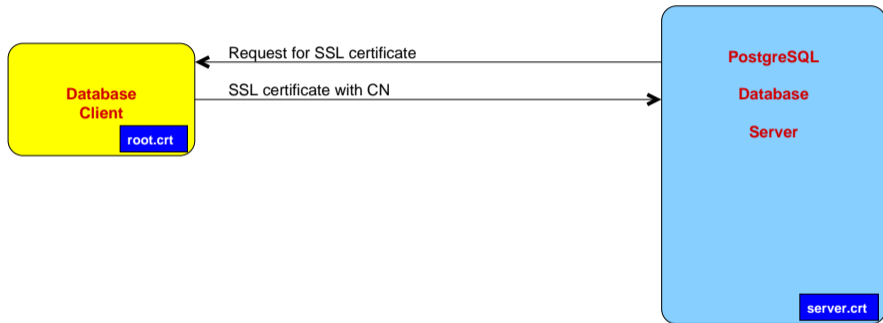 Request for SSL certificate
SSL certificate with CN
Database
Client
root.crt
PostgreSQL
Database
Server
server.crt